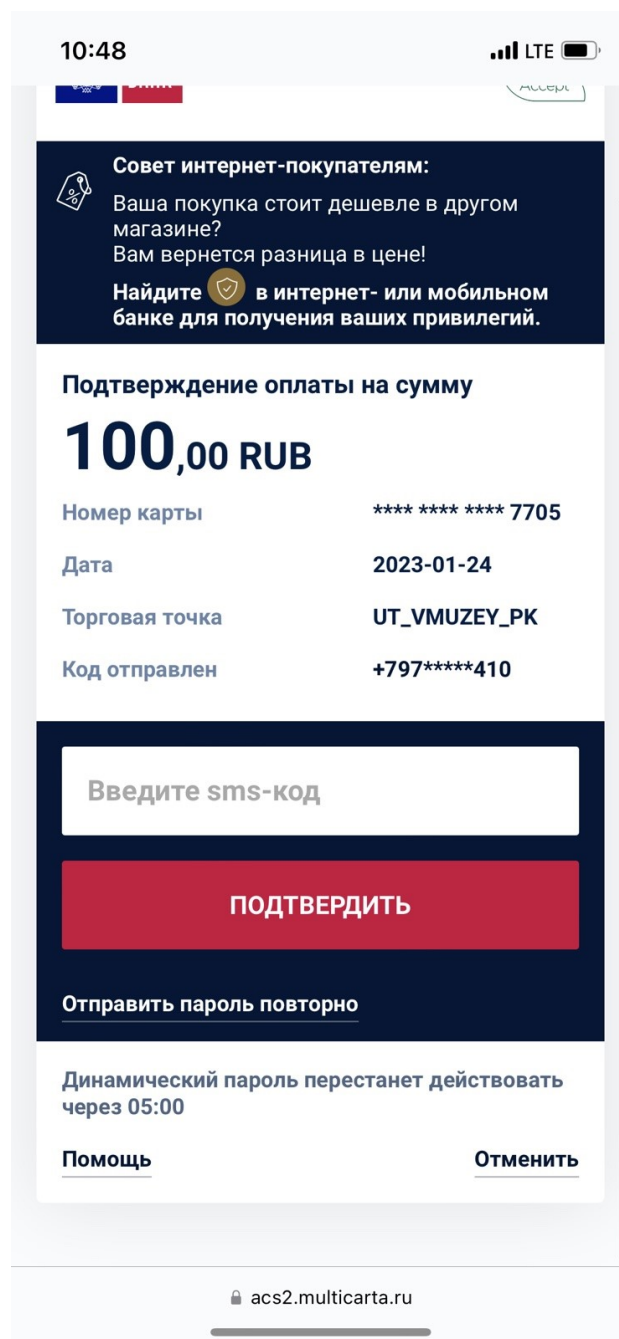 10:48
LTE
БАНК
Accept
Совет интернет-покупателям:
Ваша покупка стоит дешевле в другом
магазине?
Вам вернется разница в цене!
Найдите в интернет- или мобильном
банке для получения ваших привилегий.
Подтверждение оплаты на сумму
100,00 RUB
Номер карты **** **** **** 7705
Дата 2023-01-24
Торговая точка UT_VMUZEY_PK
Код отправлен +797*****410
Введите sms-код
ПОДТВЕРДИТЬ
Отправить пароль повторно
Динамический пароль перестанет действовать
через 05:00
Помощь Отменить
acs2.multicarta.ru